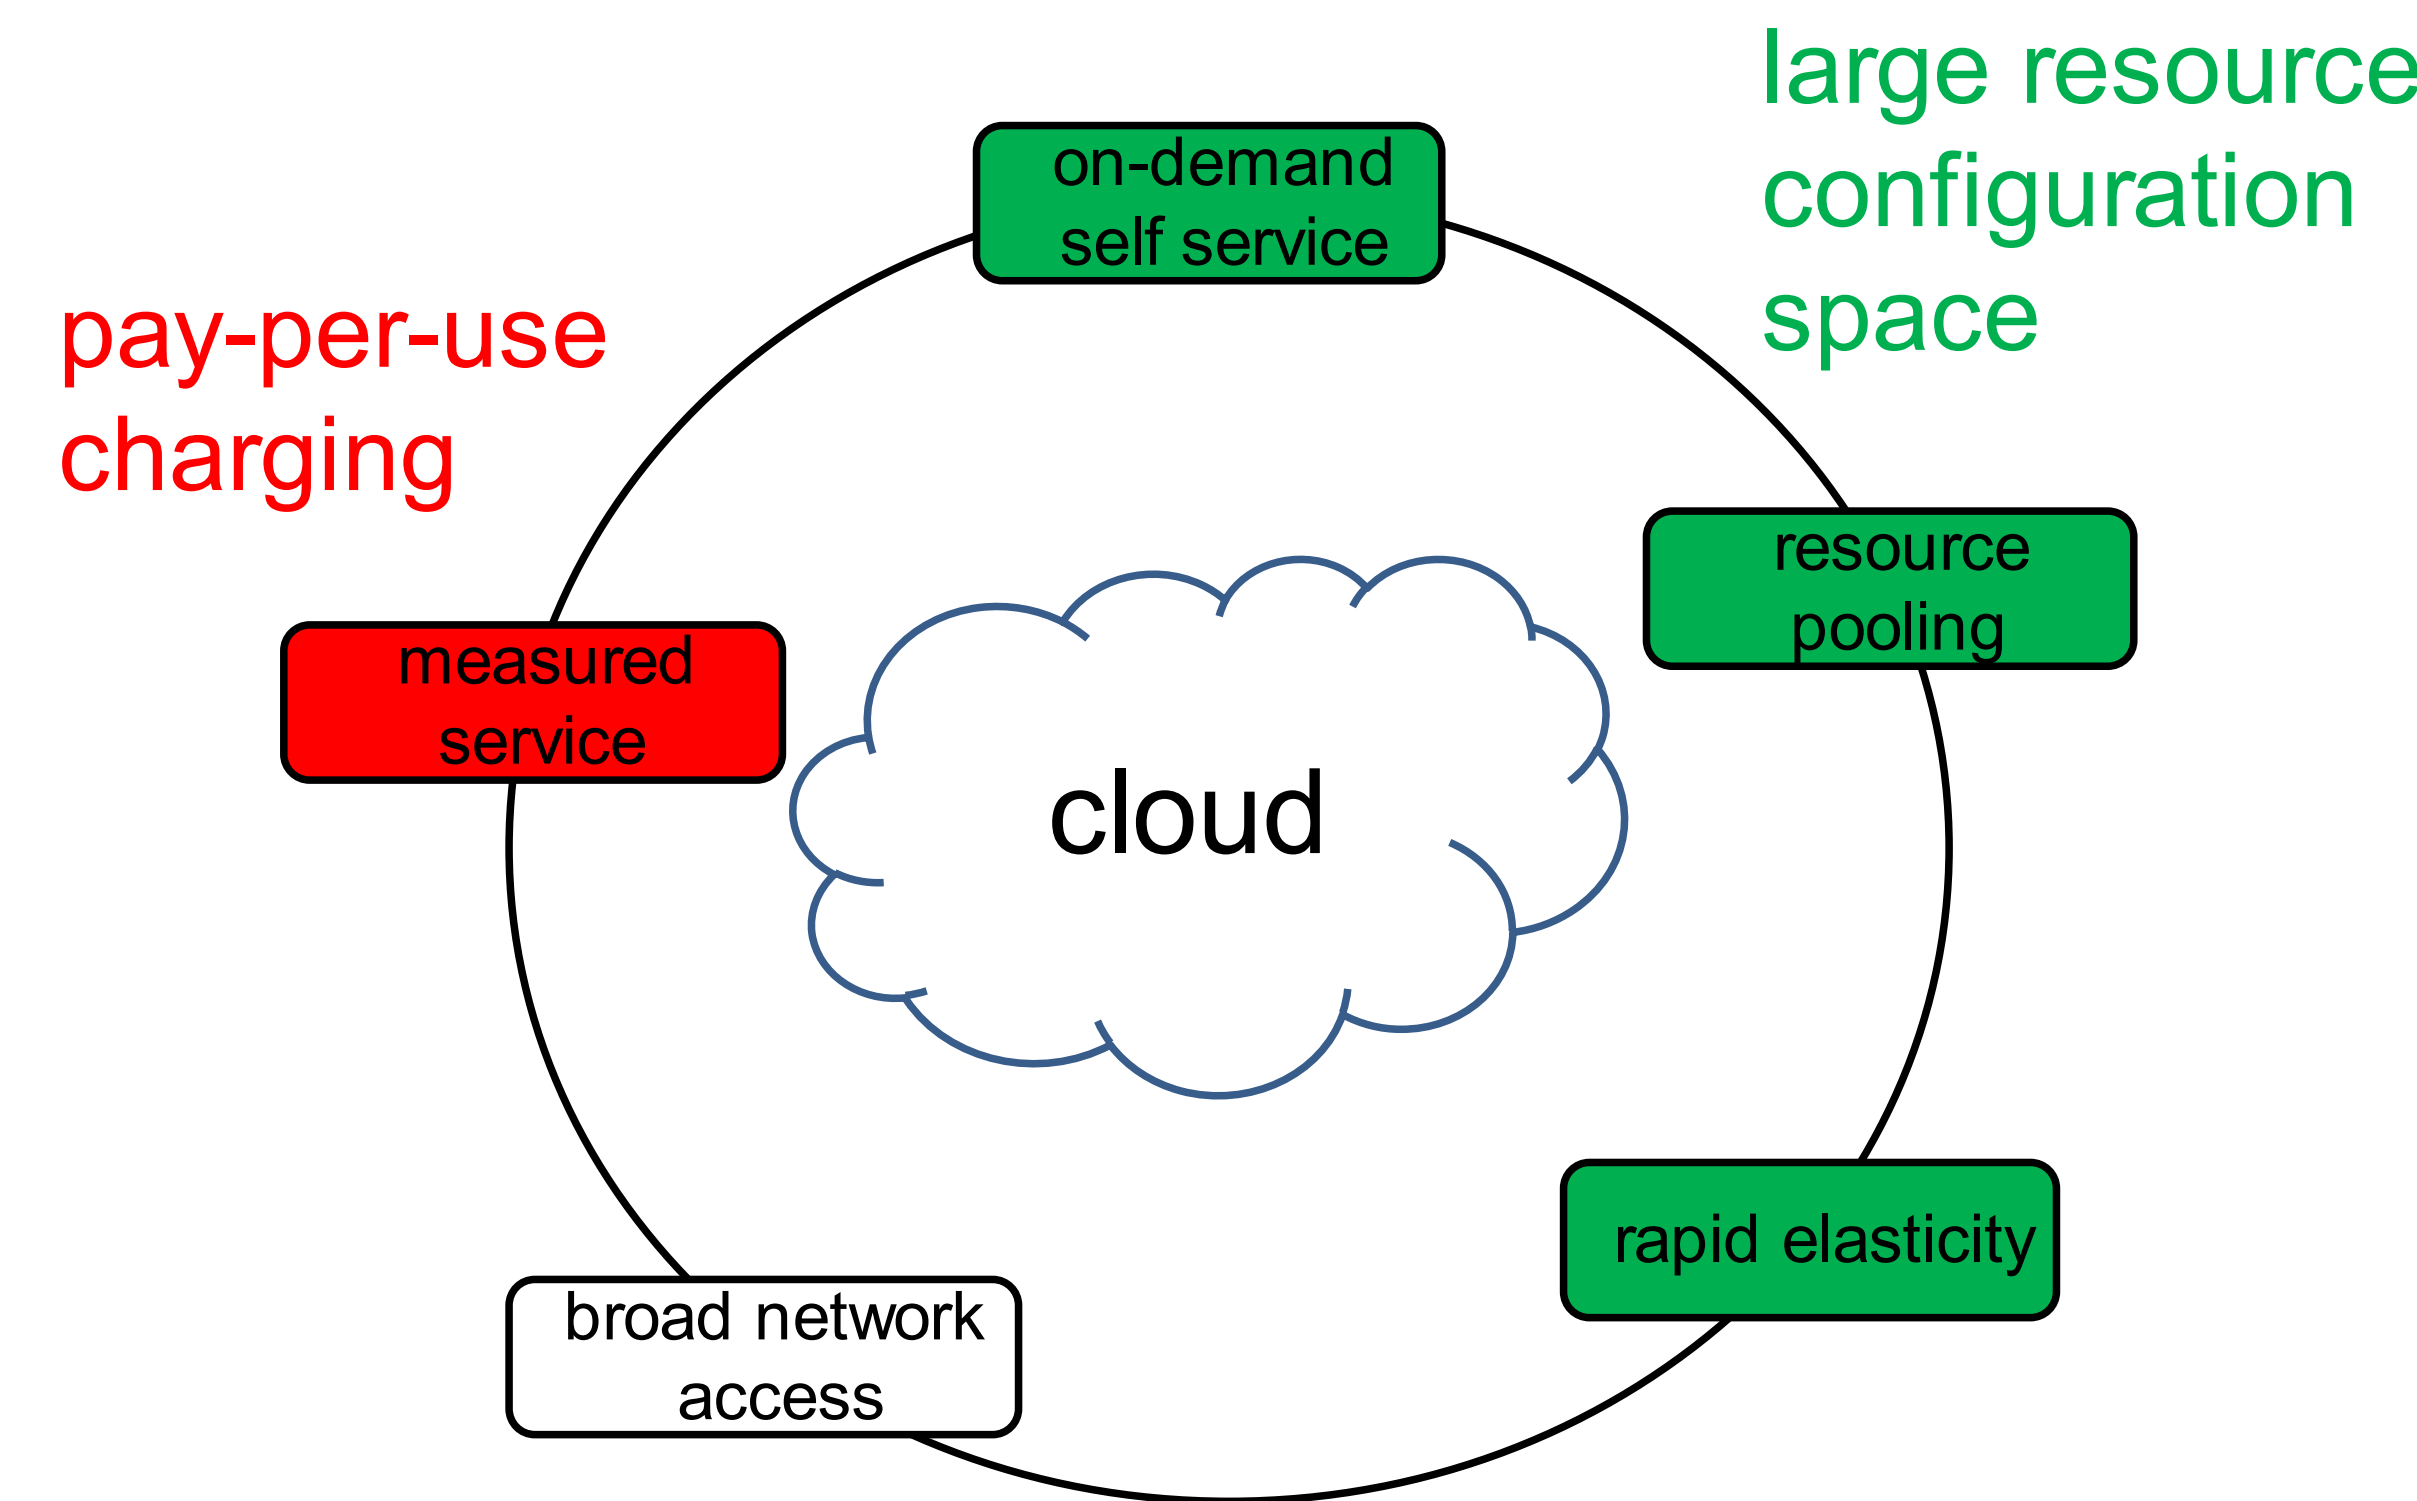 large resource
configuration
space
on-demand
self service
pay-per-use
charging
resource
pooling
measured
service
cloud
rapid elasticity
broad network
access